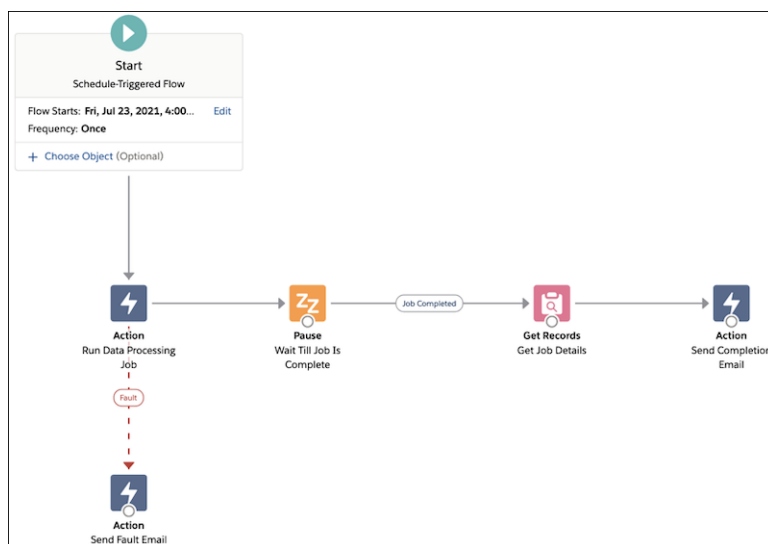 Start
Schedule-Triggered Flow
Flow Starts: Fri, Jul 23, 2021, 4:00... Edit
Frequency: Once
+ Choose Object (Optional)
Action
Run Data Processing
Job
Pause
Wait Till Job Is
Complete
Job Completed
Get Records
Get Job Details
Action
Send Completion
Email
Fault
Action
Send Fault Email